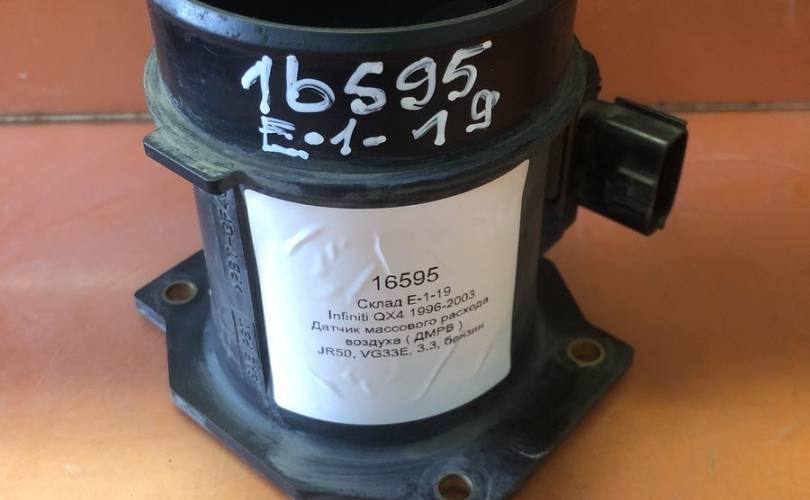 16595
E-1-19
16595
Склад E-1-19
Infiniti QX4 1996-2003
Датчик массового расхода
воздуха ( ДМРВ )
JR50, VG33E, 3.3, бензин